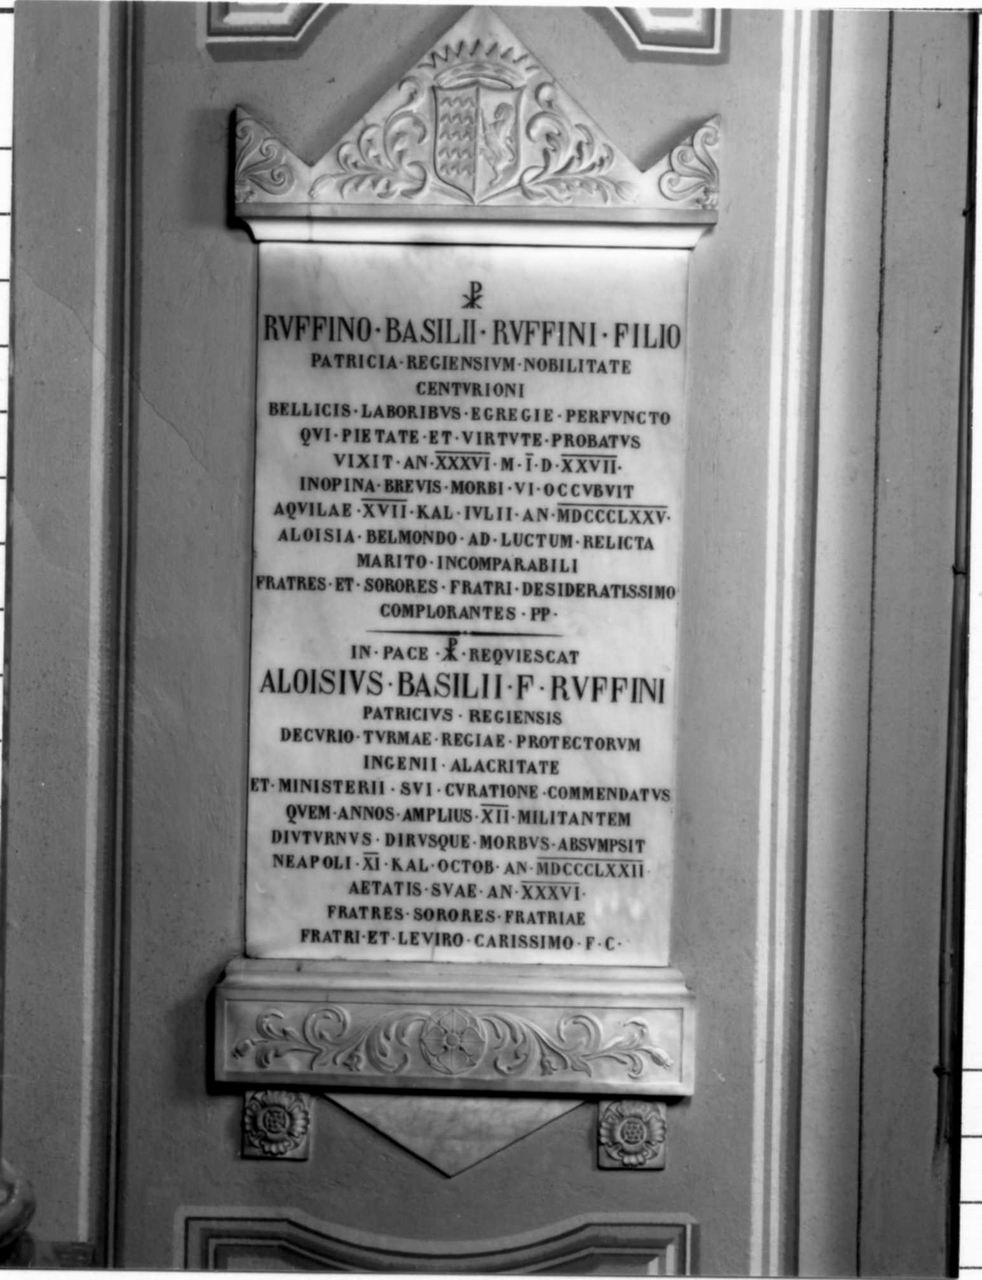 ☧
RVFFINO·BASILII·RVFFINI·FILIO
PATRICIA·REGIENSIVM·NOBILITATE
CENTVRIONI
BELLICIS·LABORIBVS·EGREGIE·PERFVNCTO
QVI·PIETATE·ET·VIRTVTE·PROBATVS
VIXIT·AN·XXXVI·M·I·D·XXVII·
INOPINA·BREVIS·MORBI·VI·OCCVBVIT
AQVILAE·XVII·KAL·IVLII·AN·MDCCCLXXV·
ALOISIA·BELMONDO·AD·LUCTUM·RELICTA
MARITO·INCOMPARABILI
FRATRES·ET·SORORES·FRATRI·DESIDERATISSIMO
COMPLORANTES·PP·
IN·PACE·☧·REQVIESCAT
ALOISIVS·BASILII·F·RVFFINI
PATRICIVS·REGIENSIS
DECVRIO·TVRMAE·REGIAE·PROTECTORVM
INGENII·ALACRITATE
ET·MINISTERII·SVI·CVRATIONE·COMMENDATVS
QVEM·ANNOS·AMPLIUS·XII·MILITANTEM
DIVTVRNVS·DIRVSQUE·MORBVS·ABSVMPSIT
NEAPOLI·XI·KAL·OCTOB·AN·MDCCCLXXII·
AETATIS·SVAE·AN·XXXVI·
FRATRES·SORORES·FRATRIAE
FRATRI·ET·LEVIRO·CARISSIMO·F·C·